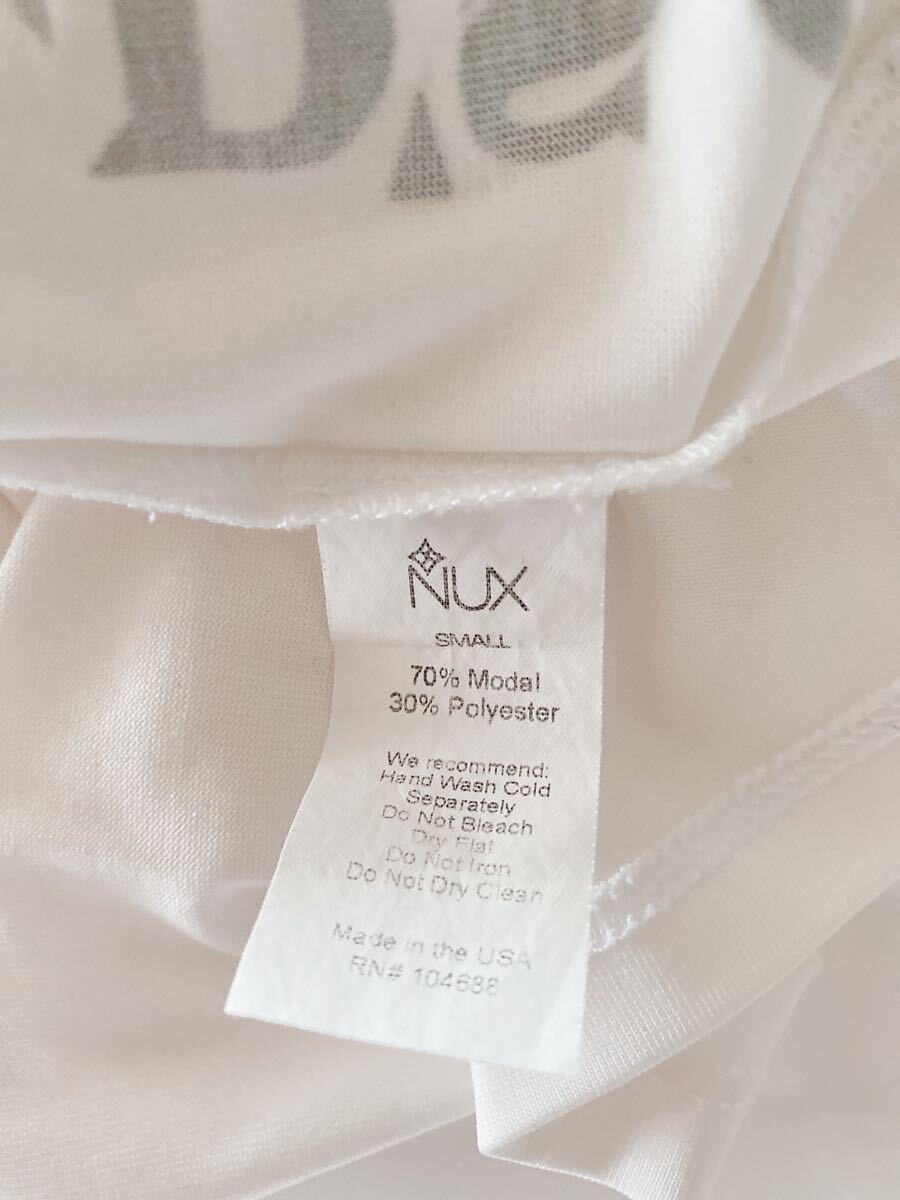 NUX
SMALL
70% Modal
30% Polyester
We recommend:
Hand Wash Cold
Separately
Do Not Bleach
Dry Flat
Do Not Iron
Do Not Dry Clean
Made in the USA
RN# 104688